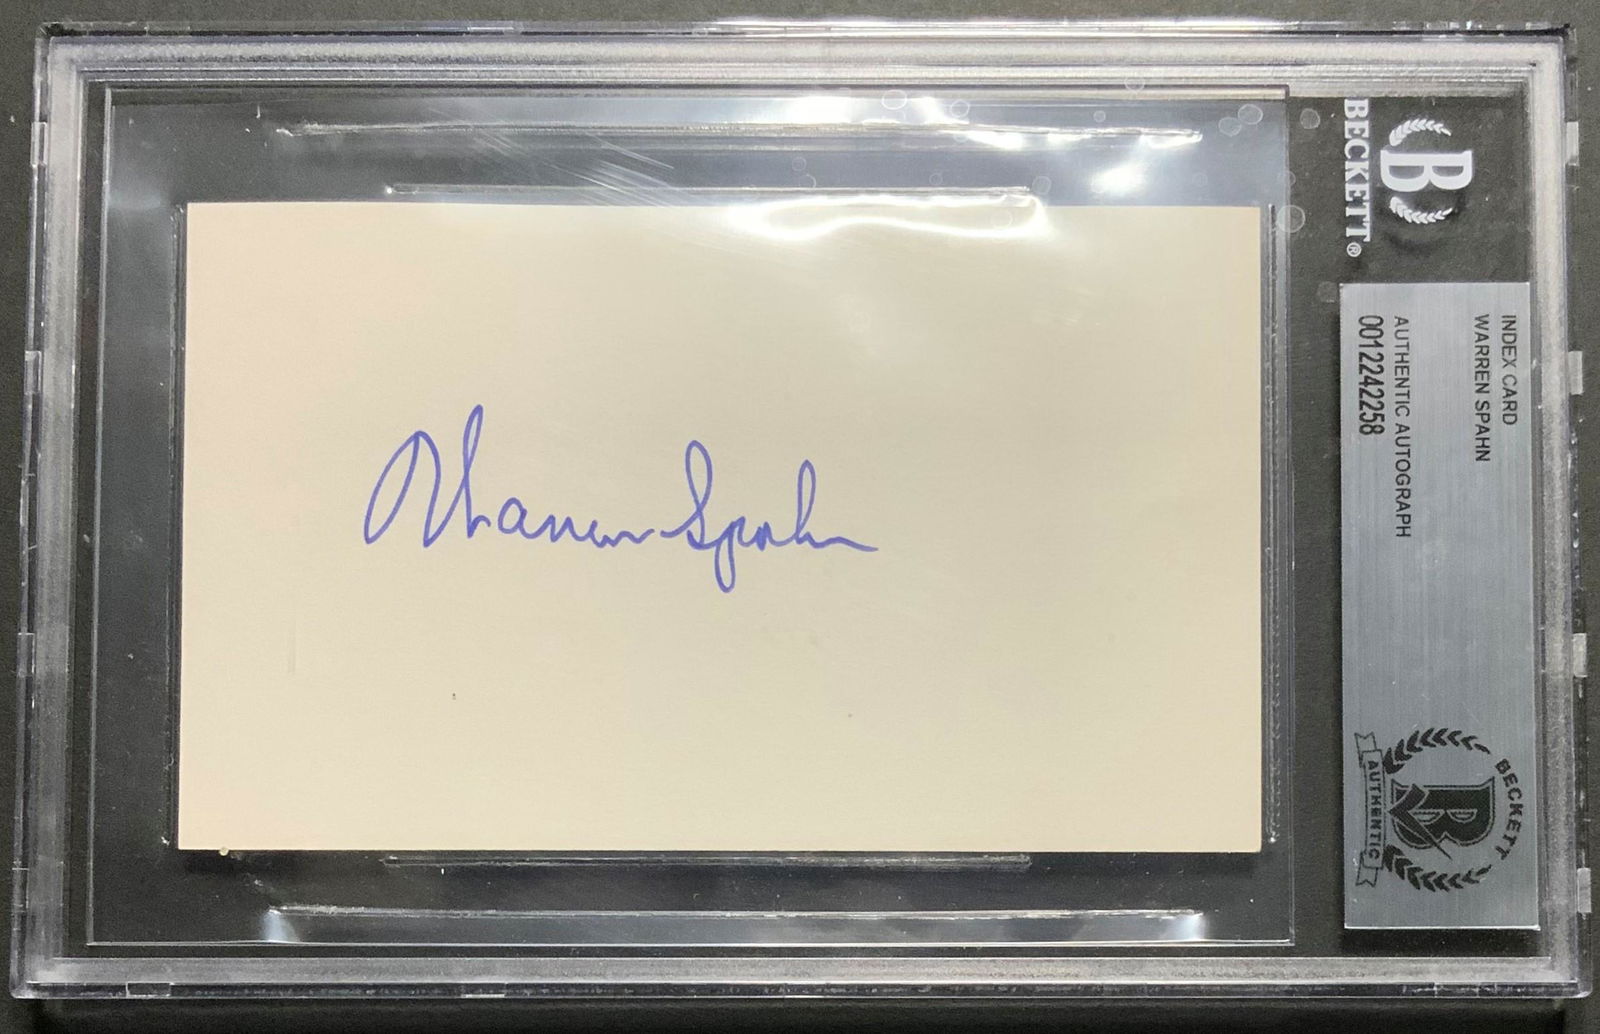 Warren Spahn
B
BECKETT®
INDEX CARD
WARREN SPAHN
AUTHENTIC AUTOGRAPH
0012242258
BECKETT
B
AUTHENTIC